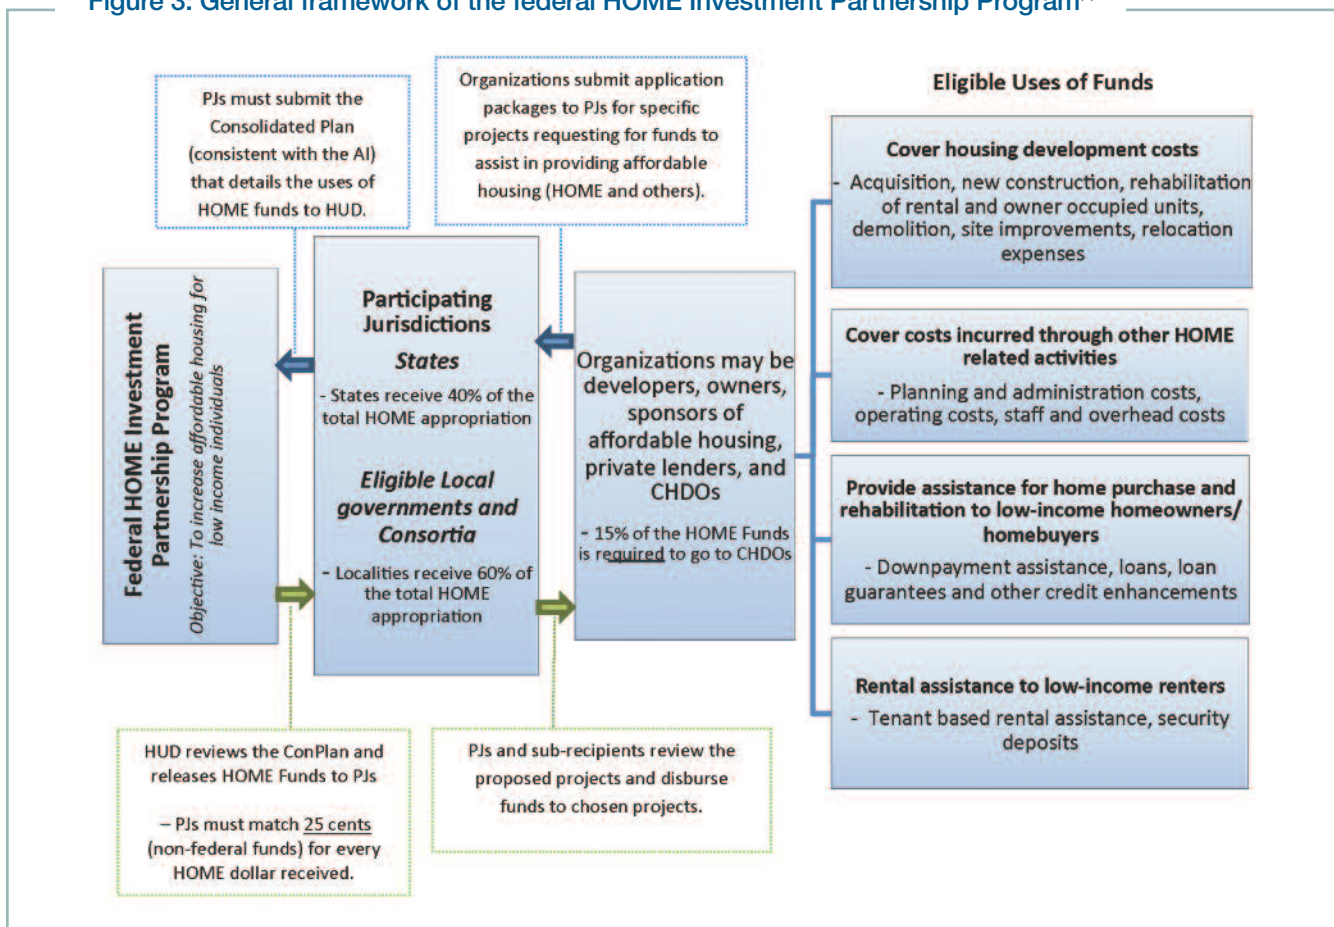 Figure 3: General framework of the federal HOME Investment Partnership Program
PJs must submit the
Consolidated Plan
(consistent with the AI)
that details the uses of
HOME funds to HUD.
Organizations submit application
packages to PJs for specific
projects requesting for funds to
assist in providing affordable
housing (HOME and others).
Federal HOME Investment
Partnership Program
Objective: To increase affordable housing for
low income individuals
Participating
Jurisdictions
States
- States receive 40% of the
total HOME appropriation
Eligible Local
governments and
Consortia
- Localities receive 60% of
the total HOME
appropriation
Organizations may be
developers, owners,
sponsors of
affordable housing,
private lenders, and
CHDOs
- 15% of the HOME Funds
is required to go to CHDOs
HUD reviews the ConPlan and
releases HOME Funds to PJs
– PJs must match 25 cents
(non-federal funds) for every
HOME dollar received.
PJs and sub-recipients review the
proposed projects and disburse
funds to chosen projects.
Eligible Uses of Funds
Cover housing development costs
- Acquisition, new construction, rehabilitation
of rental and owner occupied units,
demolition, site improvements, relocation
expenses
Cover costs incurred through other HOME
related activities
- Planning and administration costs,
operating costs, staff and overhead costs
Provide assistance for home purchase and
rehabilitation to low-income homeowners/
homebuyers
- Downpayment assistance, loans, loan
guarantees and other credit enhancements
Rental assistance to low-income renters
- Tenant based rental assistance, security
deposits